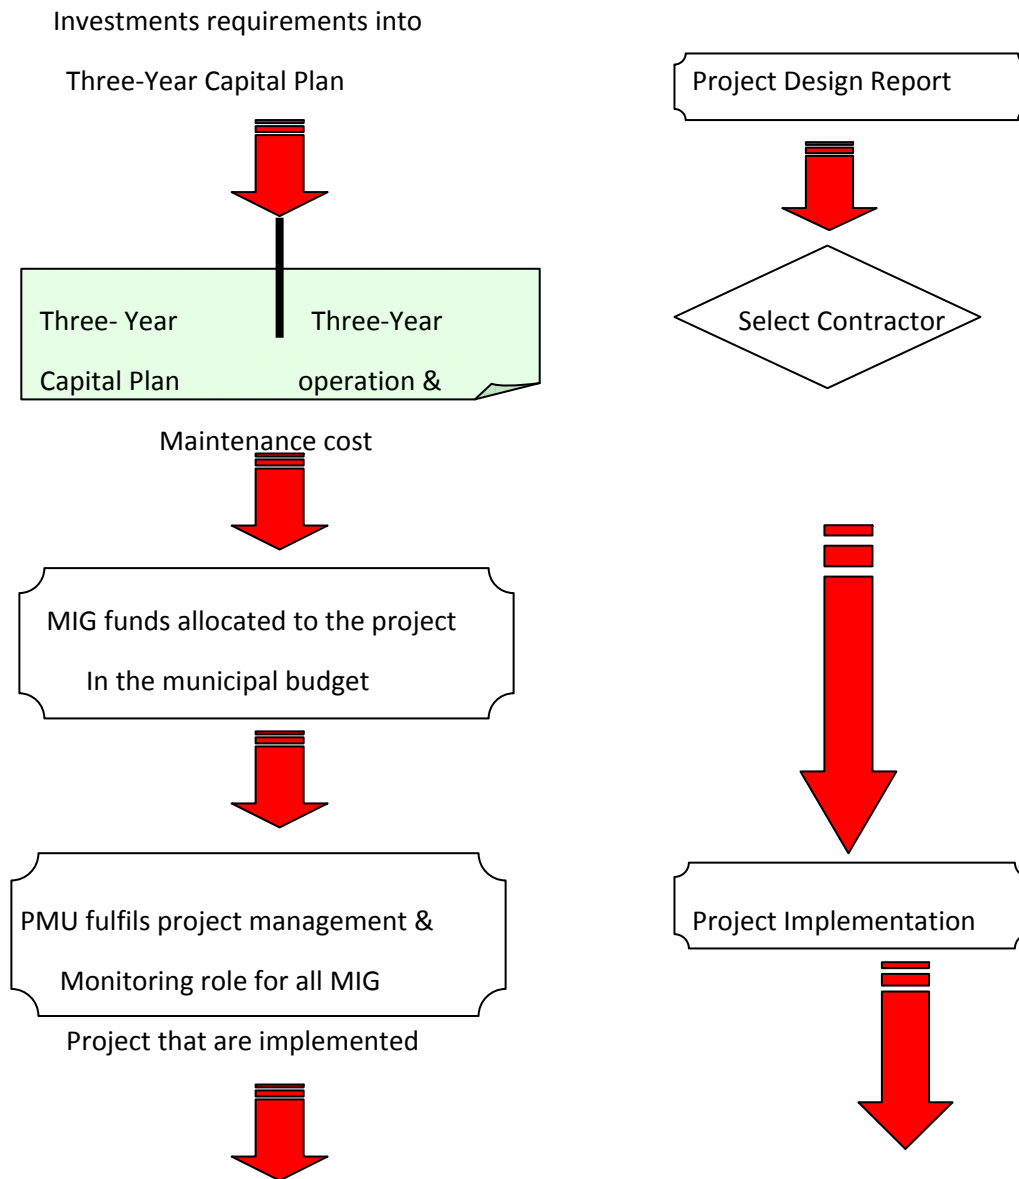 Investments requirements into
Three-Year Capital Plan
Three- Year Three-Year
Capital Plan operation &
Maintenance cost
MIG funds allocated to the project
In the municipal budget
PMU fulfils project management &
Monitoring role for all MIG
Project that are implemented
Project Design Report
Select Contractor
Project Implementation